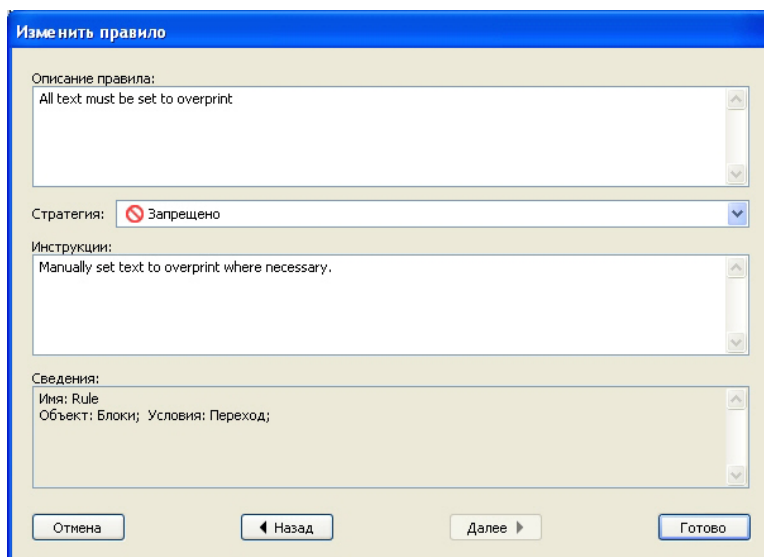 Изменить правило
Описание правила:
All text must be set to overprint
Стратегия: Запрещено
Инструкции:
Manually set text to overprint where necessary.
Сведения:
Имя: Rule
Объект: Блоки; Условия: Переход;
Отмена Назад Далее Готово